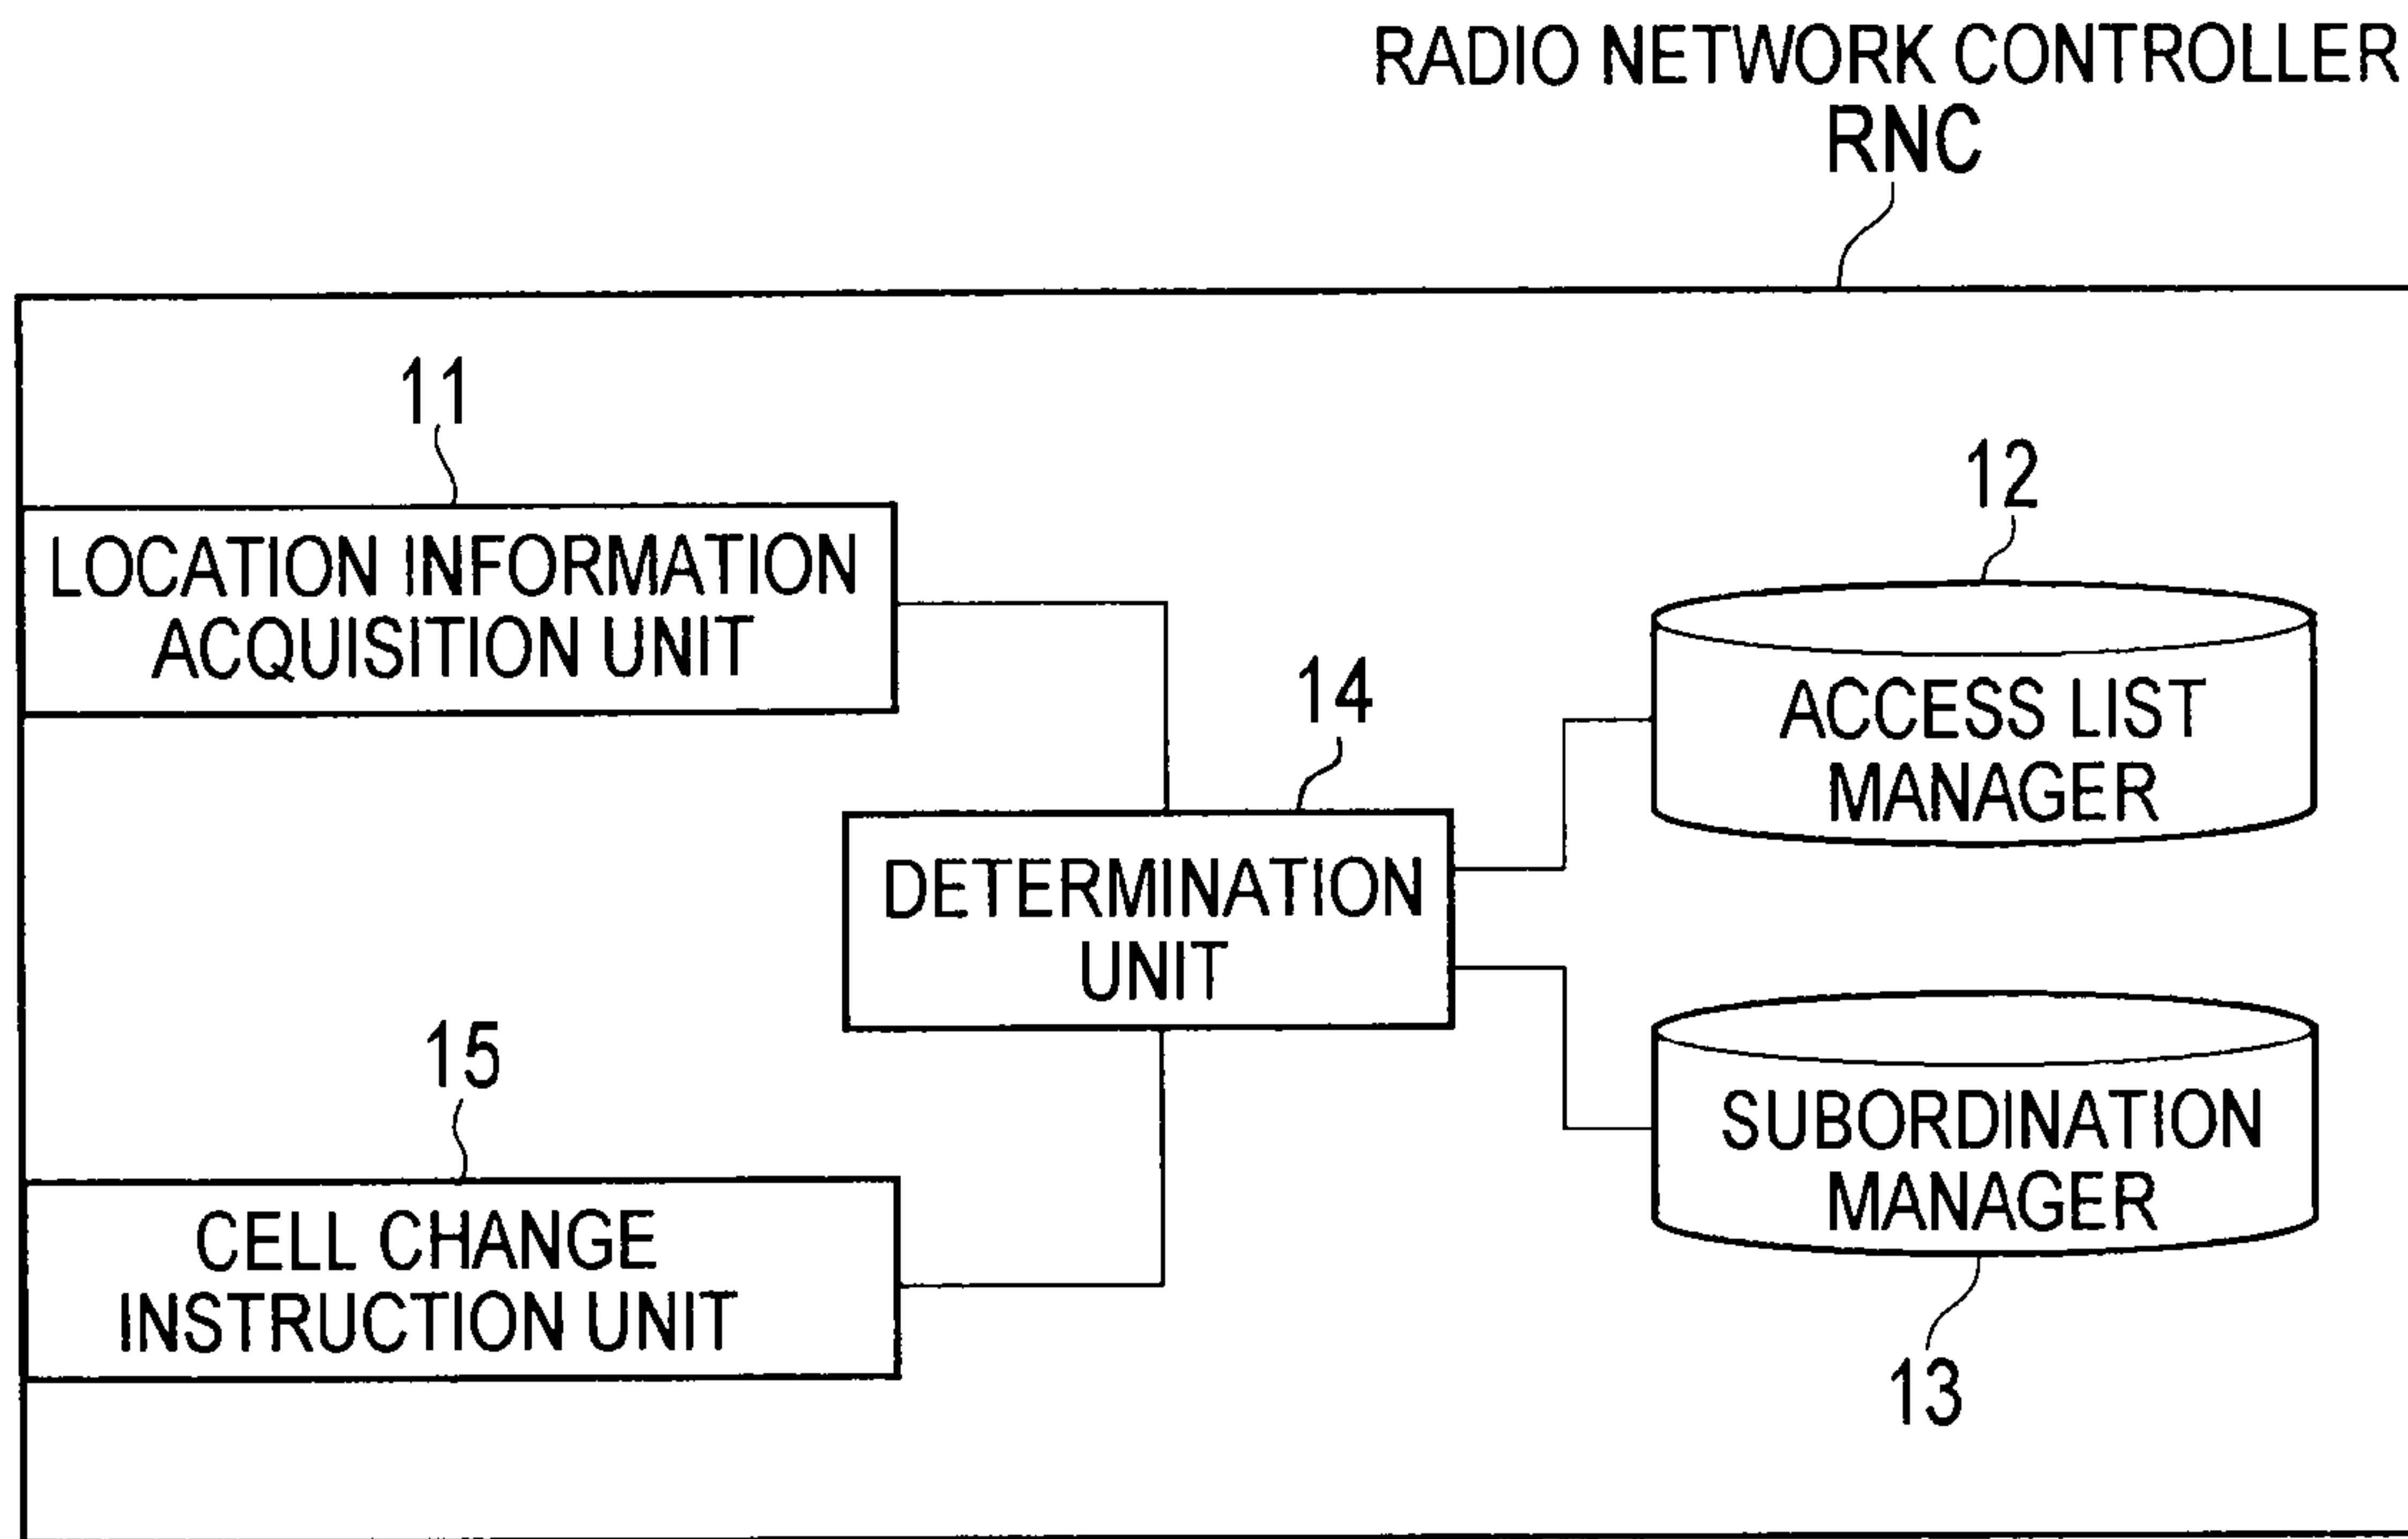 RADIO NETWORK CONTROLLER
RNC
11
LOCATION INFORMATION
ACQUISITION UNIT
12
ACCESS LIST
MANAGER
14
DETERMINATION
UNIT
15
CELL CHANGE
INSTRUCTION UNIT
SUBORDINATION
MANAGER
13